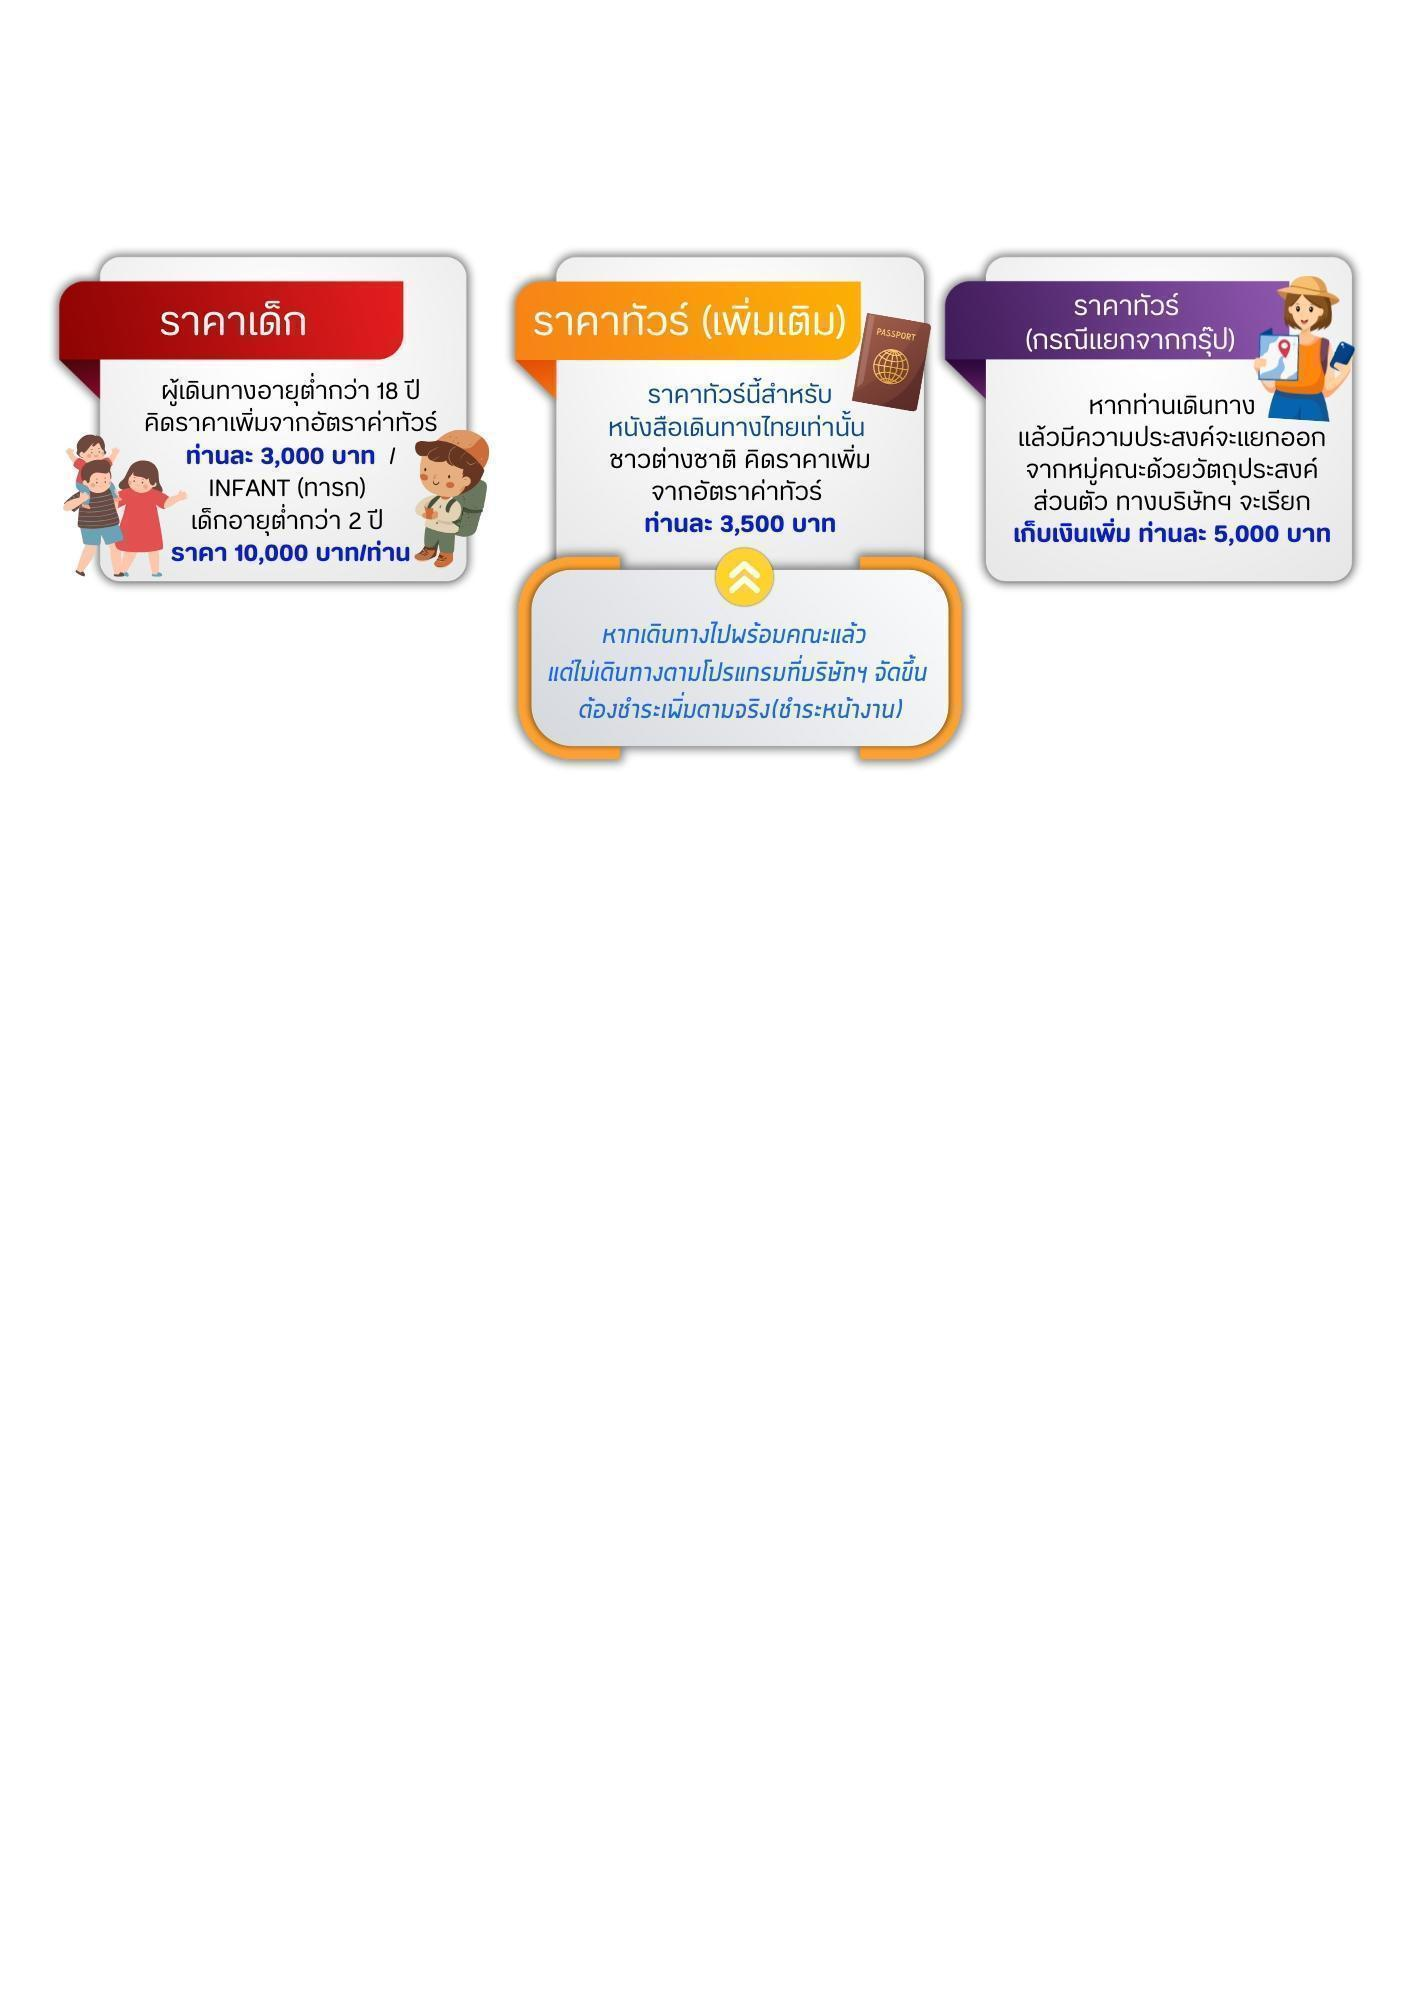 ราคาเด็ก
ผู้เดินทางอายุต่ำกว่า 18 ปี
คิดราคาเพิ่มจากอัตราค่าทัวร์
ท่านละ 3,000 บาท /
INFANT (ทารก)
เด็กอายุต่ำกว่า 2 ปี
ราคา 10,000 บาท/ท่าน
ราคาทัวร์ (เพิ่มเติม)
PASSPORT
ราคาทัวร์นี้สำหรับ
หนังสือเดินทางไทยเท่านั้น
ชาวต่างชาติ คิดราคาเพิ่ม
จากอัตราค่าทัวร์
ท่านละ 3,500 บาท
หากเดินทางไปพร้อมคณะแล้ว
แต่ไม่เดินทางตามโปรแกรมที่บริษัทฯ จัดขึ้น
ต้องชำระเพิ่มตามจริง(ชำระหน้างาน)
ราคาทัวร์
(กรณีแยกจากกรุ๊ป)
หากท่านเดินทาง
แล้วมีความประสงค์จะแยกออก
จากหมู่คณะด้วยวัตถุประสงค์
ส่วนตัว ทางบริษัทฯ จะเรียก
เก็บเงินเพิ่ม ท่านละ 5,000 บาท